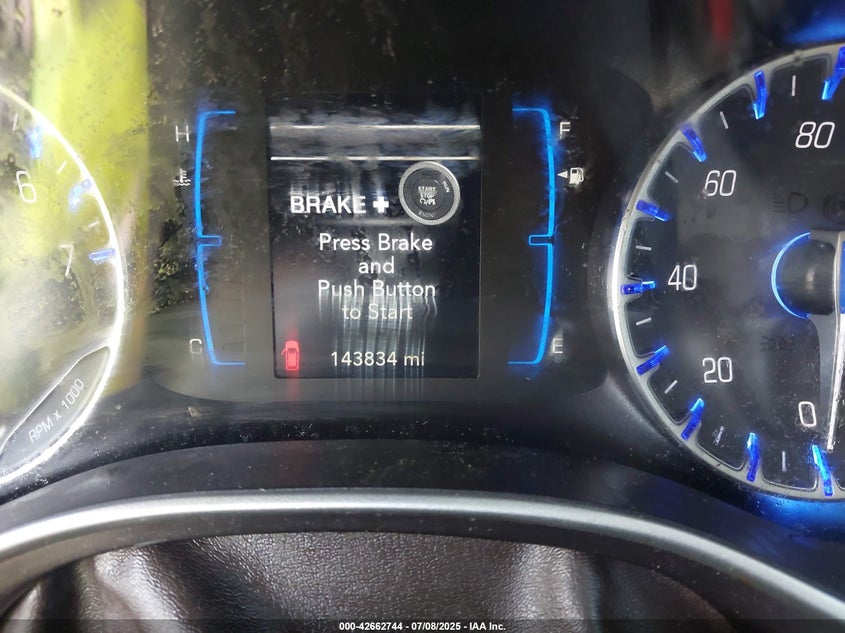 H
F
6
7
80
60
40
20
0
START
STOP
RUN
BRAKE +
Press Brake
and
Push Button
to Start
C
E
143834 mi
RPM x 1000
000-42662744 - 07/08/2025 - IAA Inc.